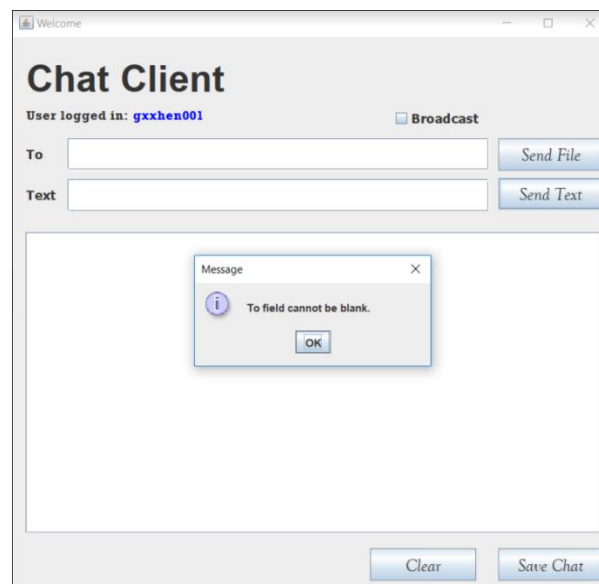 Welcome
Chat Client
User logged in: gxxhen001
Broadcast
To
Send File
Text
Send Text
Message
To field cannot be blank.
OK
Clear
Save Chat